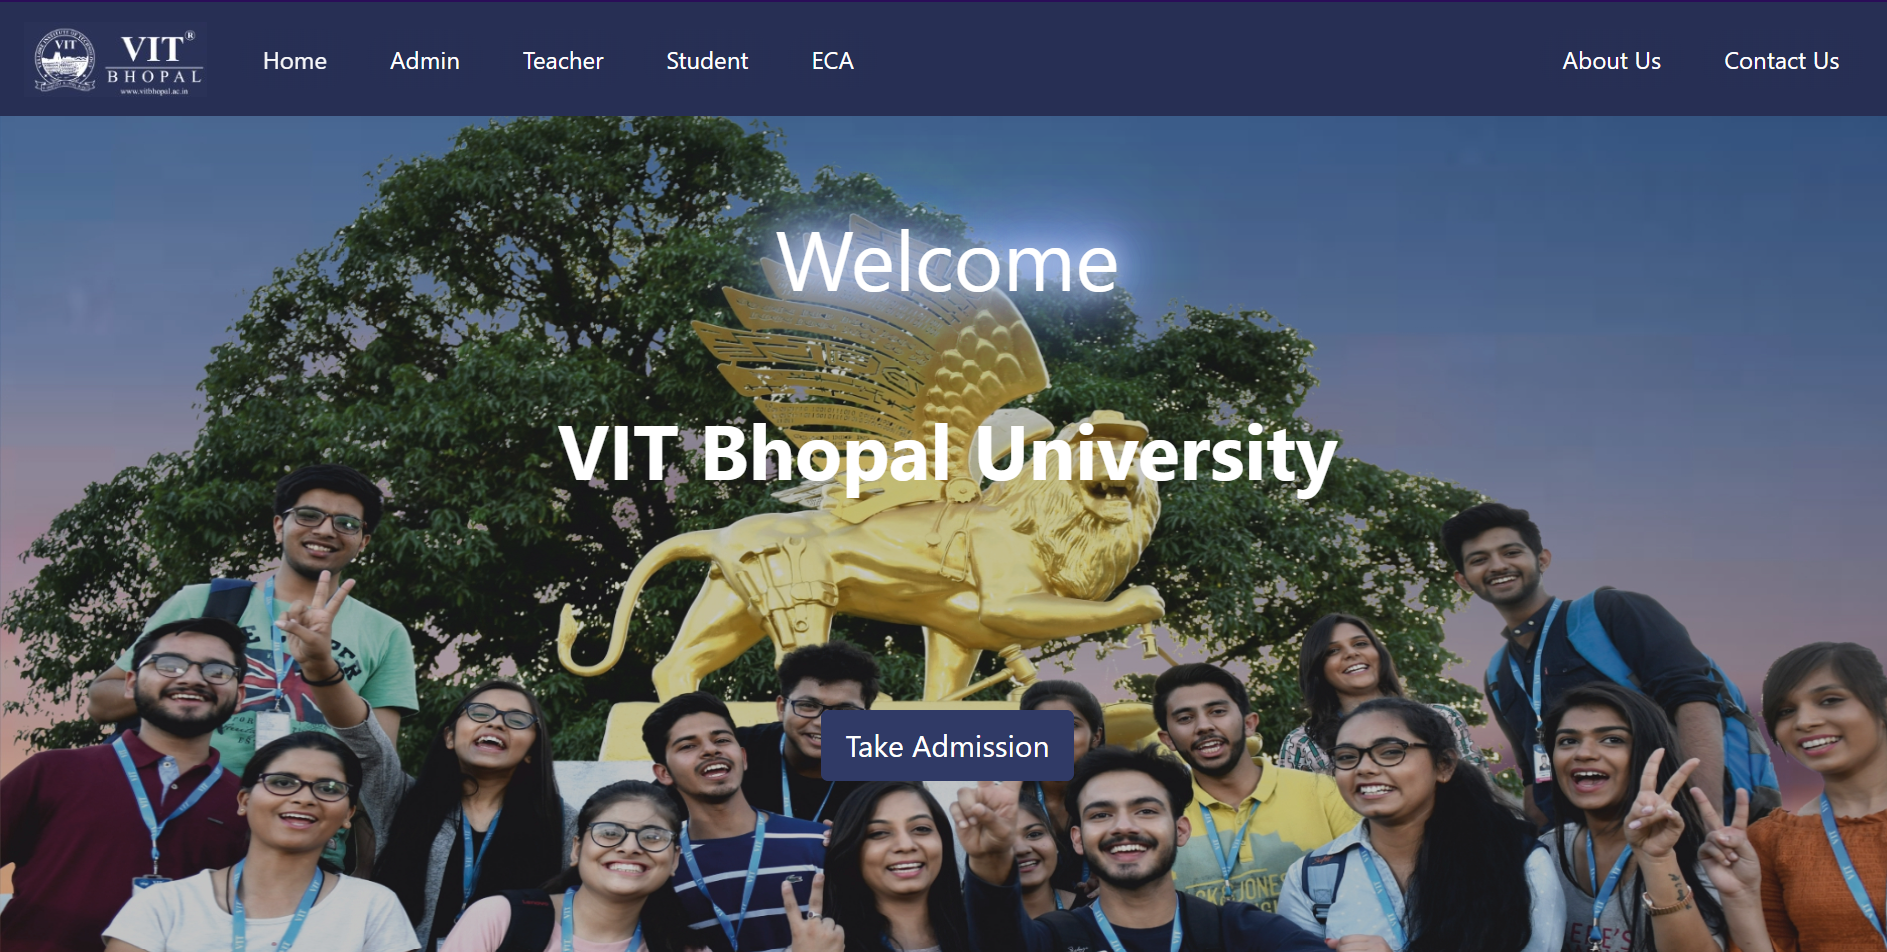 VIT®
BHOPAL
www.vitbhopal.ac.in
VIT
Home
Admin
Teacher
Student
ECA
About Us
Contact Us
Welcome
VIT Bhopal University
Take Admission